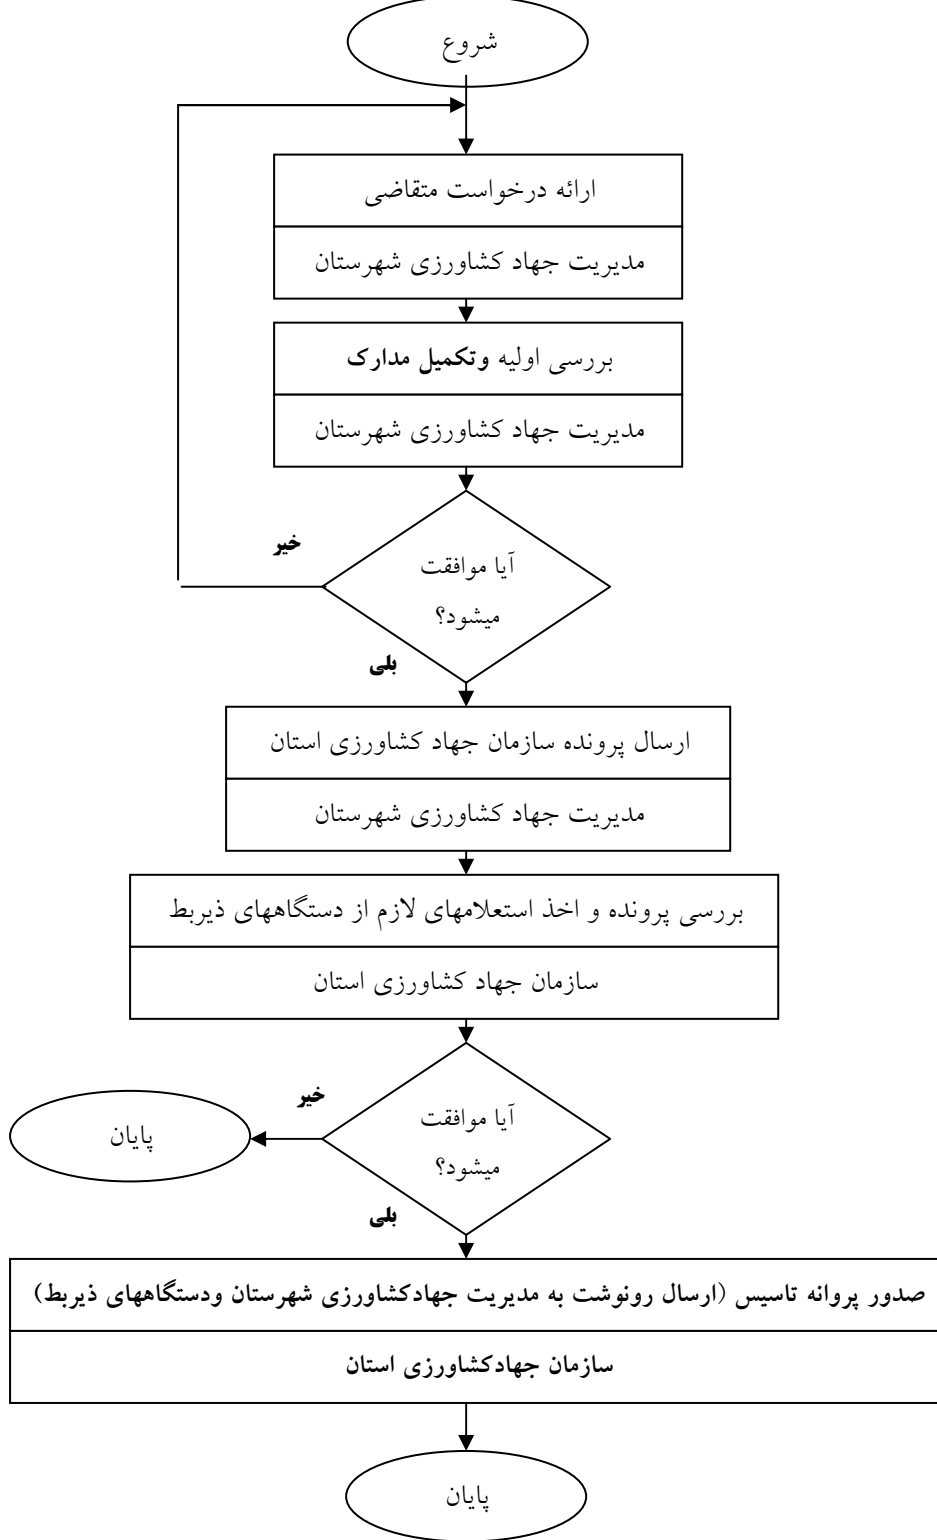 شروع
ارائه درخواست متقاضی
مدیریت جهاد کشاورزی شهرستان
بررسی اولیه وتکمیل مدارک
مدیریت جهاد کشاورزی شهرستان
خیر
آیا موافقت
میشود؟
بلی
ارسال پرونده سازمان جهاد کشاورزی استان
مدیریت جهاد کشاورزی شهرستان
بررسی پرونده و اخذ استعلامهای لازم از دستگاههای ذیربط
سازمان جهاد کشاورزی استان
خیر
آیا موافقت
میشود؟
پایان
بلی
صدور پروانه تاسیس (ارسال رونوشت به مدیریت جهادکشاورزی شهرستان ودستگاههای ذیربط)
سازمان جهادکشاورزی استان
پایان